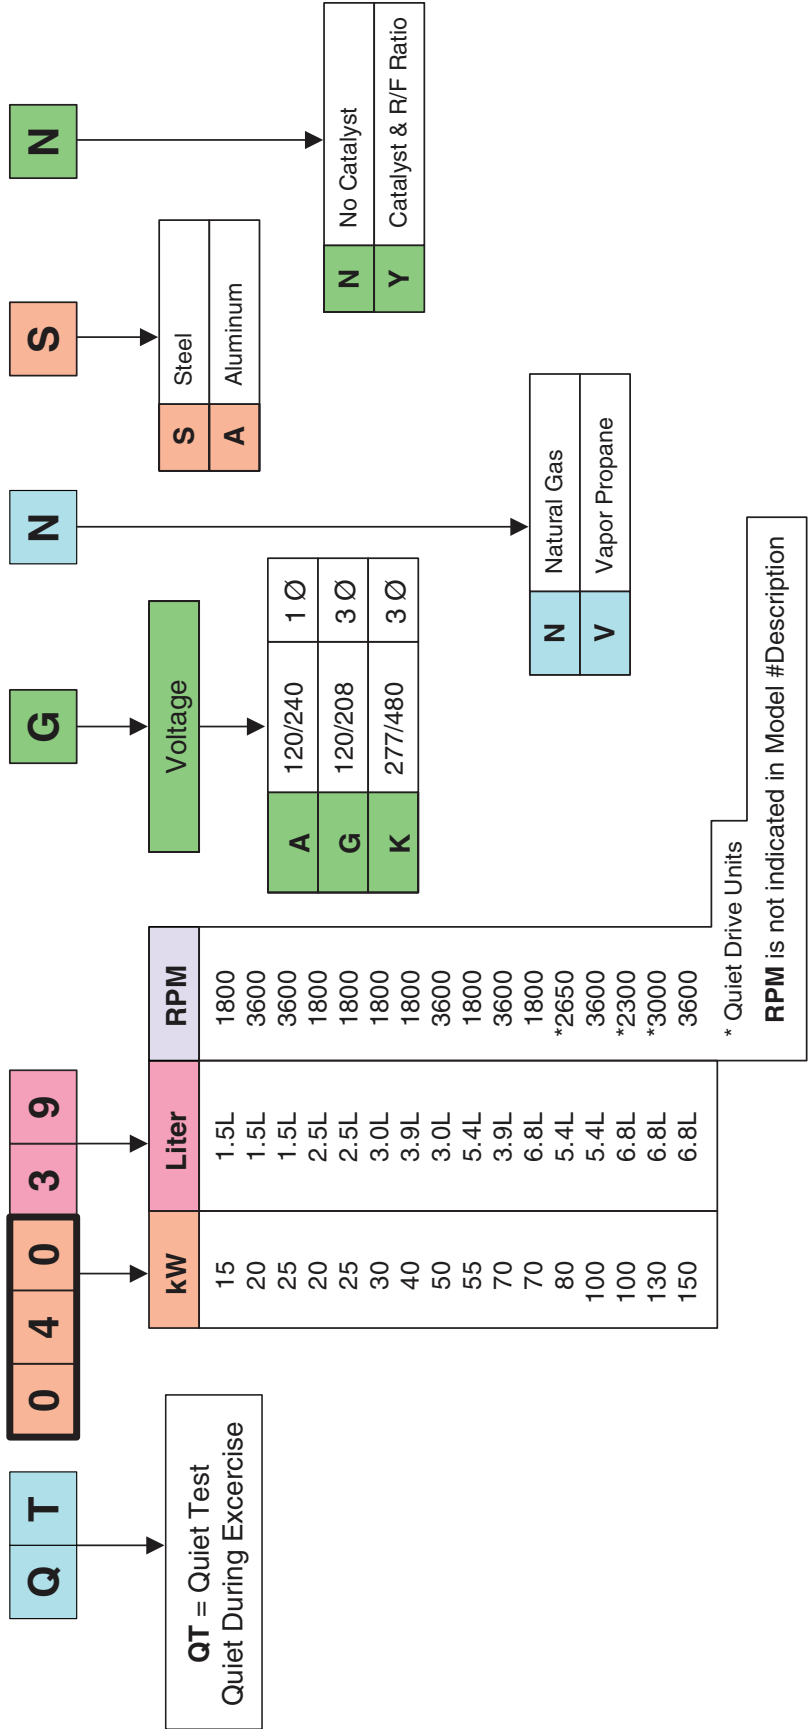 Q T 0 4 0 3 9 G N S N
QT = Quiet Test
Quiet During Excercise
kW Liter RPM
15 1.5L 1800
20 1.5L 3600
25 1.5L 3600
20 2.5L 1800
25 2.5L 1800
30 3.0L 1800
40 3.9L 1800
50 3.0L 3600
55 5.4L 1800
70 3.9L 3600
70 6.8L 1800
80 5.4L *2650
100 5.4L 3600
100 6.8L *2300
130 6.8L *3000
150 6.8L 3600
* Quiet Drive Units
RPM is not indicated in Model #Description
Voltage
A 120/240 1 Ø
G 120/208 3 Ø
K 277/480 3 Ø
N Natural Gas
V Vapor Propane
S Steel
A Aluminum
N No Catalyst
Y Catalyst & R/F Ratio